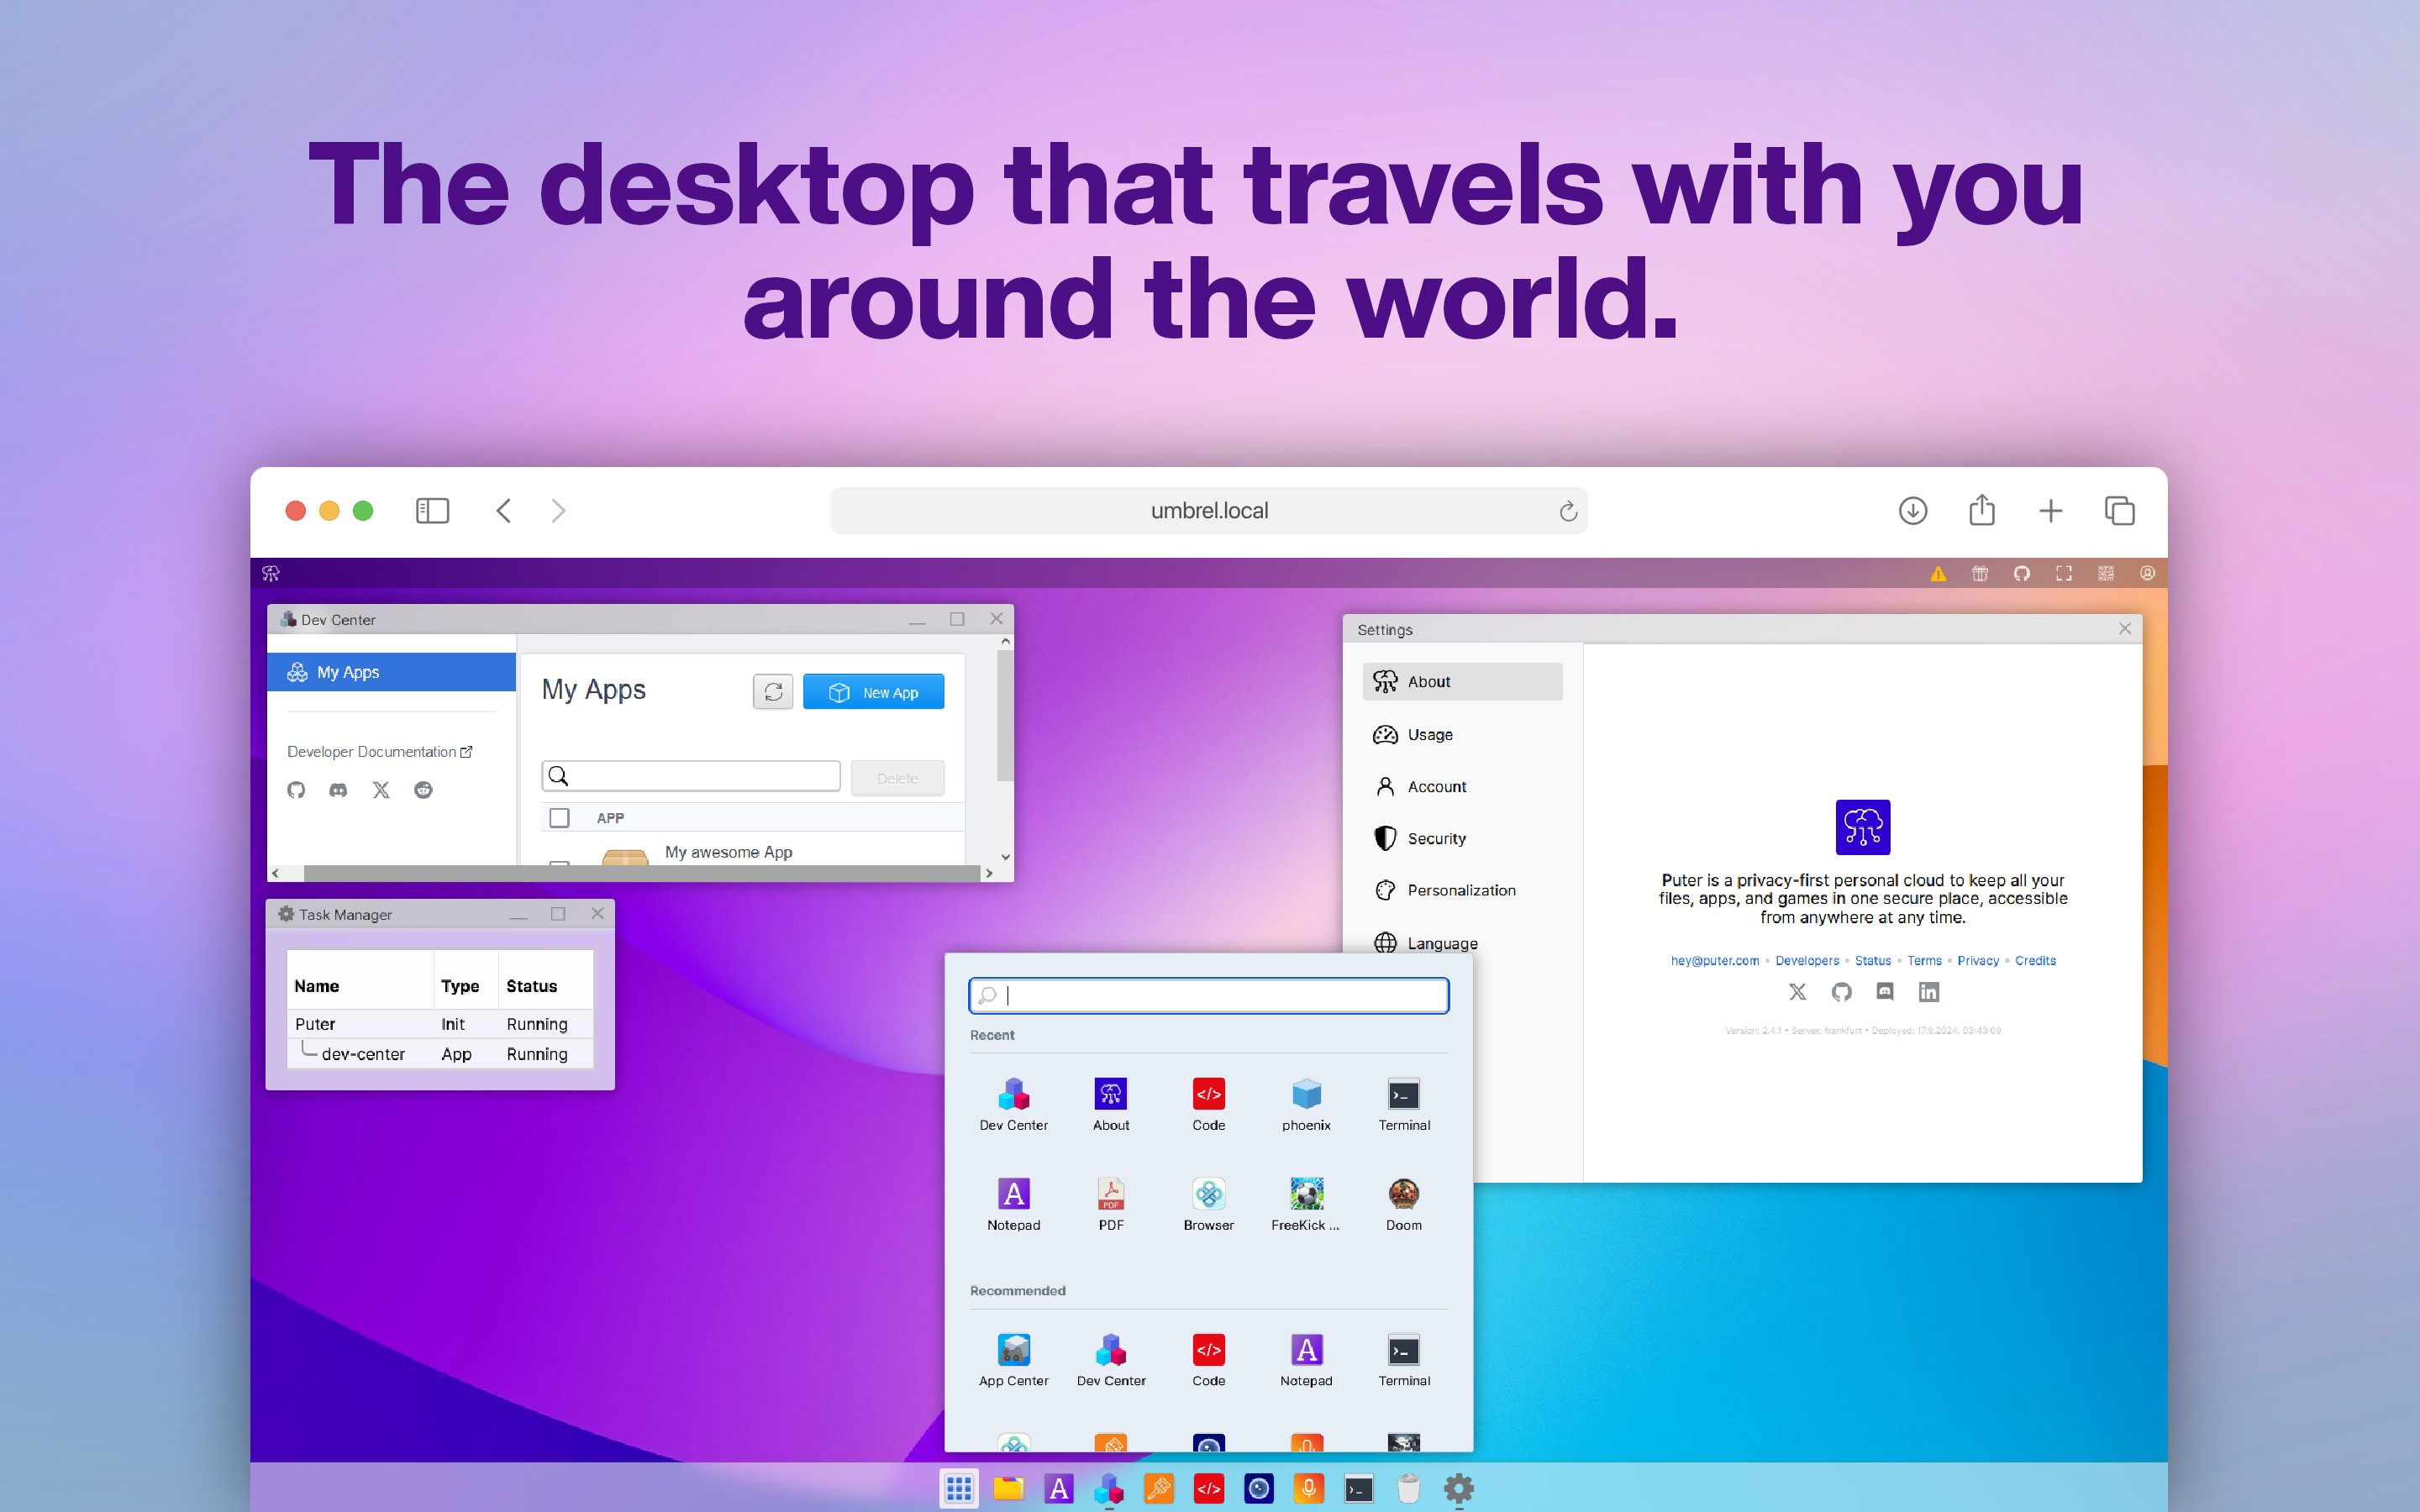 The desktop that travels with you
around the world.
umbrel.local
Dev Center
My Apps
Developer Documentation
My Apps
New App
Delete
APP
My awesome App
Task Manager
Name Type Status
Puter Init Running
dev-center App Running
Settings
About
Usage
Account
Security
Personalization
Language
Puter is a privacy-first personal cloud to keep all your
files, apps, and games in one secure place, accessible
from anywhere at any time.
hey@puter.com • Developers • Status • Terms • Privacy • Credits
Version: 2.4.1 • Server: frankfurt • Deployed: 17.9.2024, 03:43:09
Recent
Dev Center About Code phoenix Terminal
Notepad PDF Browser FreeKick ... Doom
Recommended
App Center Dev Center Code Notepad Terminal